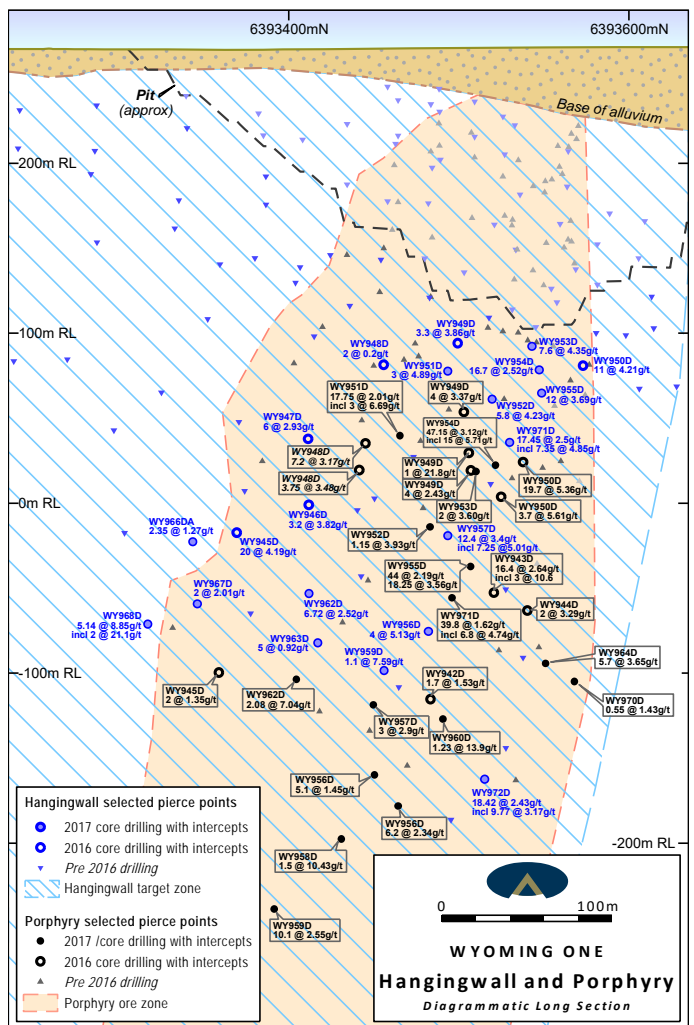 6393400mN
6393600mN
Pit
(approx)
Base of alluvium
200m RL
100m RL
WY949D
3.3 @ 3.86g/t
WY948D
2 @ 0.2g/t
WY953D
7.6 @ 4.35g/t
WY951D
3 @ 4.89g/t
WY954D
16.7 @ 2.52g/t
WY950D
11 @ 4.21g/t
WY951D
17.75 @ 2.01g/t
incl 3 @ 6.69g/t
WY949D
4 @ 3.37g/t
WY955D
12 @ 3.69g/t
WY952D
5.8 @ 4.23g/t
WY947D
6 @ 2.93g/t
WY954D
47.15 @ 3.12g/t
incl 15 @ 5.71g/t
WY971D
17.45 @ 2.5g/t
incl 7.35 @ 4.85g/t
WY948D
7.2 @ 3.17g/t
WY949D
1 @ 21.8g/t
WY948D
3.75 @ 3.48g/t
WY949D
4 @ 2.43g/t
WY950D
19.7 @ 5.36g/t
0m RL
WY953D
2 @ 3.60g/t
WY950D
3.7 @ 5.61g/t
WY946D
3.2 @ 3.82g/t
WY966DA
2.35 @ 1.27g/t
WY945D
20 @ 4.19g/t
WY952D
1.15 @ 3.93g/t
WY957D
12.4 @ 3.4g/t
incl 7.25 @5.01g/t
WY955D
44 @ 2.19g/t
18.25 @ 3.56g/t
WY943D
16.4 @ 2.64g/t
incl 3 @ 10.6
WY967D
2 @ 2.01g/t
WY962D
6.72 @ 2.52g/t
WY968D
5.14 @ 8.85g/t
incl 2 @ 21.1g/t
WY971D
39.8 @ 1.62g/t
incl 6.8 @ 4.74g/t
WY944D
2 @ 3.29g/t
WY963D
5 @ 0.92g/t
WY956D
4 @ 5.13g/t
WY959D
1.1 @ 7.59g/t
WY964D
5.7 @ 3.65g/t
-100m RL
WY945D
2 @ 1.35g/t
WY962D
2.08 @ 7.04g/t
WY942D
1.7 @ 1.53g/t
WY970D
0.55 @ 1.43g/t
WY957D
3 @ 2.9g/t
WY960D
1.23 @ 13.9g/t
WY956D
5.1 @ 1.45g/t
WY972D
18.42 @ 2.43g/t
incl 9.77 @ 3.17g/t
WY956D
6.2 @ 2.34g/t
-200m RL
WY958D
1.5 @ 10.43g/t
WY959D
10.1 @ 2.55g/t
Hangingwall selected pierce points
2017 core drilling with intercepts
2016 core drilling with intercepts
Pre 2016 drilling
Hangingwall target zone
Porphyry selected pierce points
2017 /core drilling with intercepts
2016 core drilling with intercepts
Pre 2016 drilling
Porphyry ore zone
0
100m
WYOMING ONE
Hangingwall and Porphyry
Diagrammatic Long Section